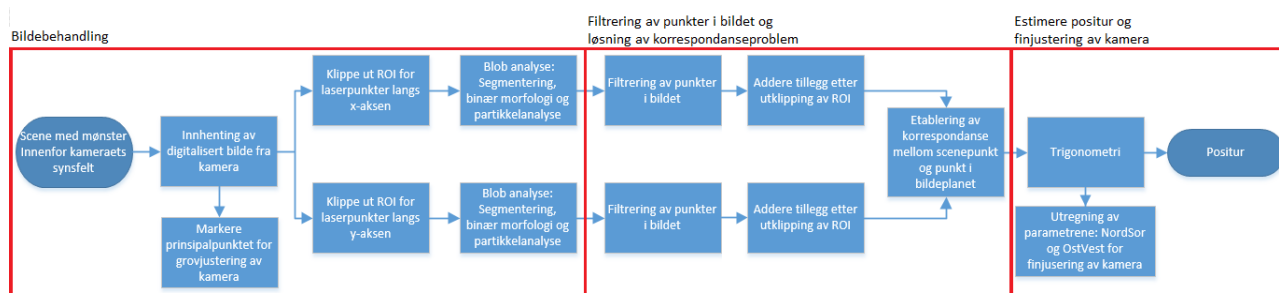 Bildebehandling
Filtrering av punkter i bildet og
løsning av korrespondanseproblem
Estimere positur og
finjustering av kamera
Scene med mønster
Innenfor kameraets
synsfelt
Innhenting av
digitalisert bilde fra
kamera
Markere
prinsipalpunktet for
grovjustering av
kamera
Klippe ut ROI for
laserpunkter langs
x-aksen
Blob analyse:
Segmentering,
binær morfologi og
partikkelanalyse
Filtrering av punkter
i bildet
Addere tillegg etter
utklipping av ROI
Klippe ut ROI for
laserpunkter langs
y-aksen
Blob analyse:
Segmentering,
binær morfologi og
partikkelanalyse
Filtrering av punkter
i bildet
Addere tillegg etter
utklipping av ROI
Etablering av
korrespondanse
mellom scenepunkt
og punkt i
bildeplanet
Trigonometri
Positur
Utregning av
parametrene: NordSor
og OstVest for
finjusering av kamera